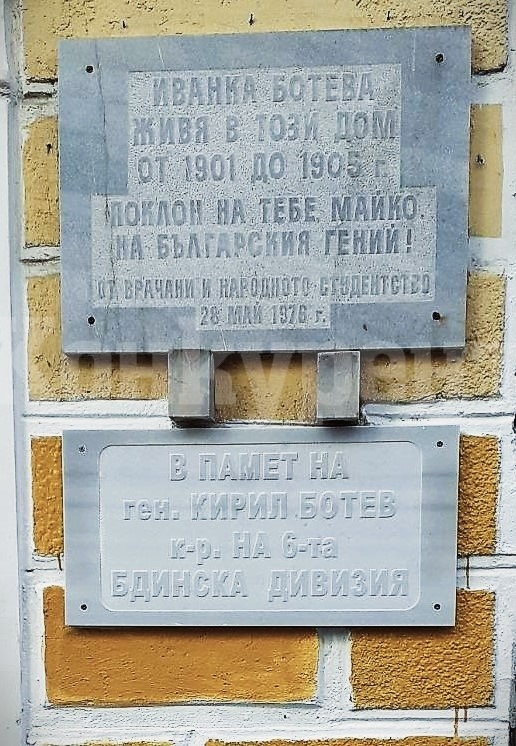 ИВАНКА БОТЕВА
ЖИВЯ В ТОЗИ ДОМ
ОТ 1901 ДО 1905 г.
ПОКЛОН НА ТЕБЕ, МАЙКО
НА БЪЛГАРСКИЯ ГЕНИЙ!
ОТ ВРАЧАНИ И НАРОДНОТО СТУДЕНТСТВО
28 МАЙ 1976 г.
В ПАМЕТ НА
ген. КИРИЛ БОТЕВ
к-р. НА 6-та
БДИНСКА ДИВИЗИЯ